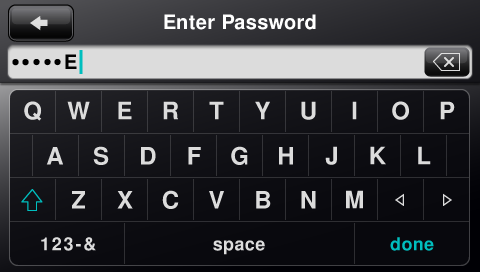 Enter Password
•••••E
Q W E R T Y U I O P
A S D F G H J K L
Z X C V B N M
123-& space done